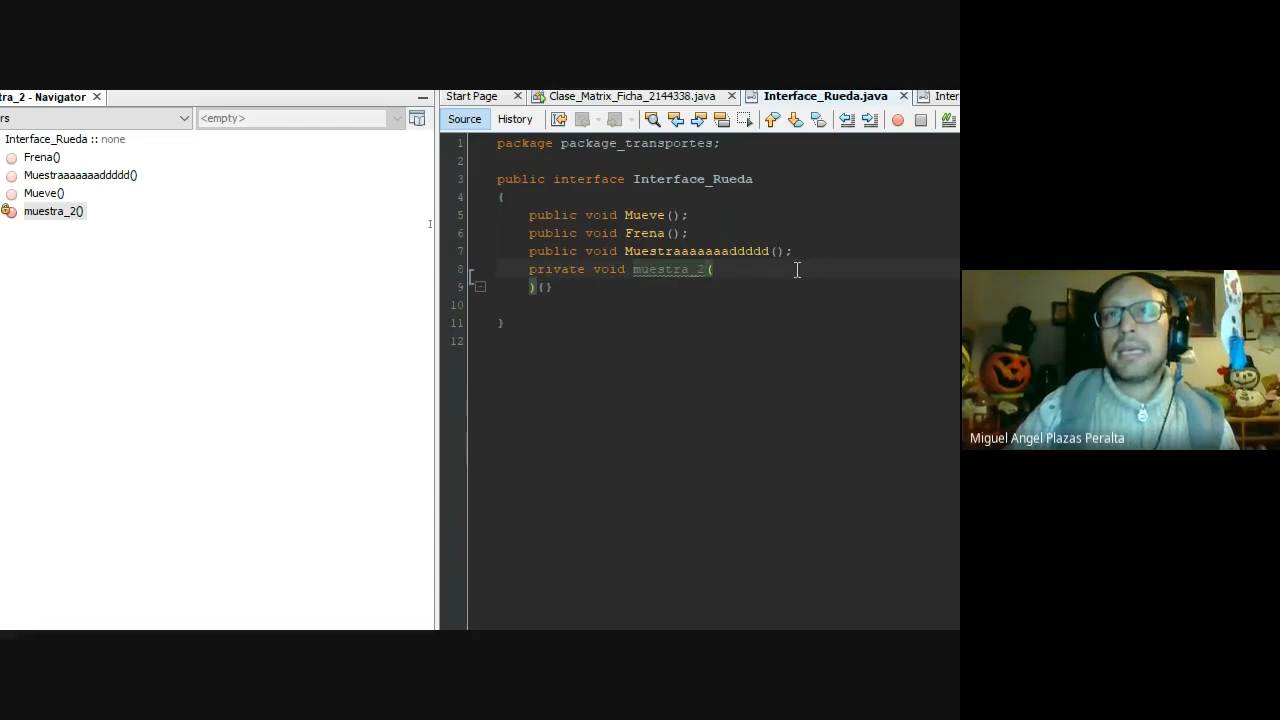 tra_2 - Navigator
rs
<empty>
Interface_Rueda :: none
Frena()
Muestraaaaaaaddddd()
Mueve()
muestra_2()
Start Page
Clase_Matrix_Ficha_2144338.java
Interface_Rueda.java
Inter
Source
History
1 package package_transportes;
2
3 public interface Interface_Rueda
4 {
5 public void Mueve();
6 public void Frena();
7 public void Muestraaaaaaaddddd();
8 private void muestra_2(
9 ){}
10
11 }
12
Miguel Angel Plazas Peralta